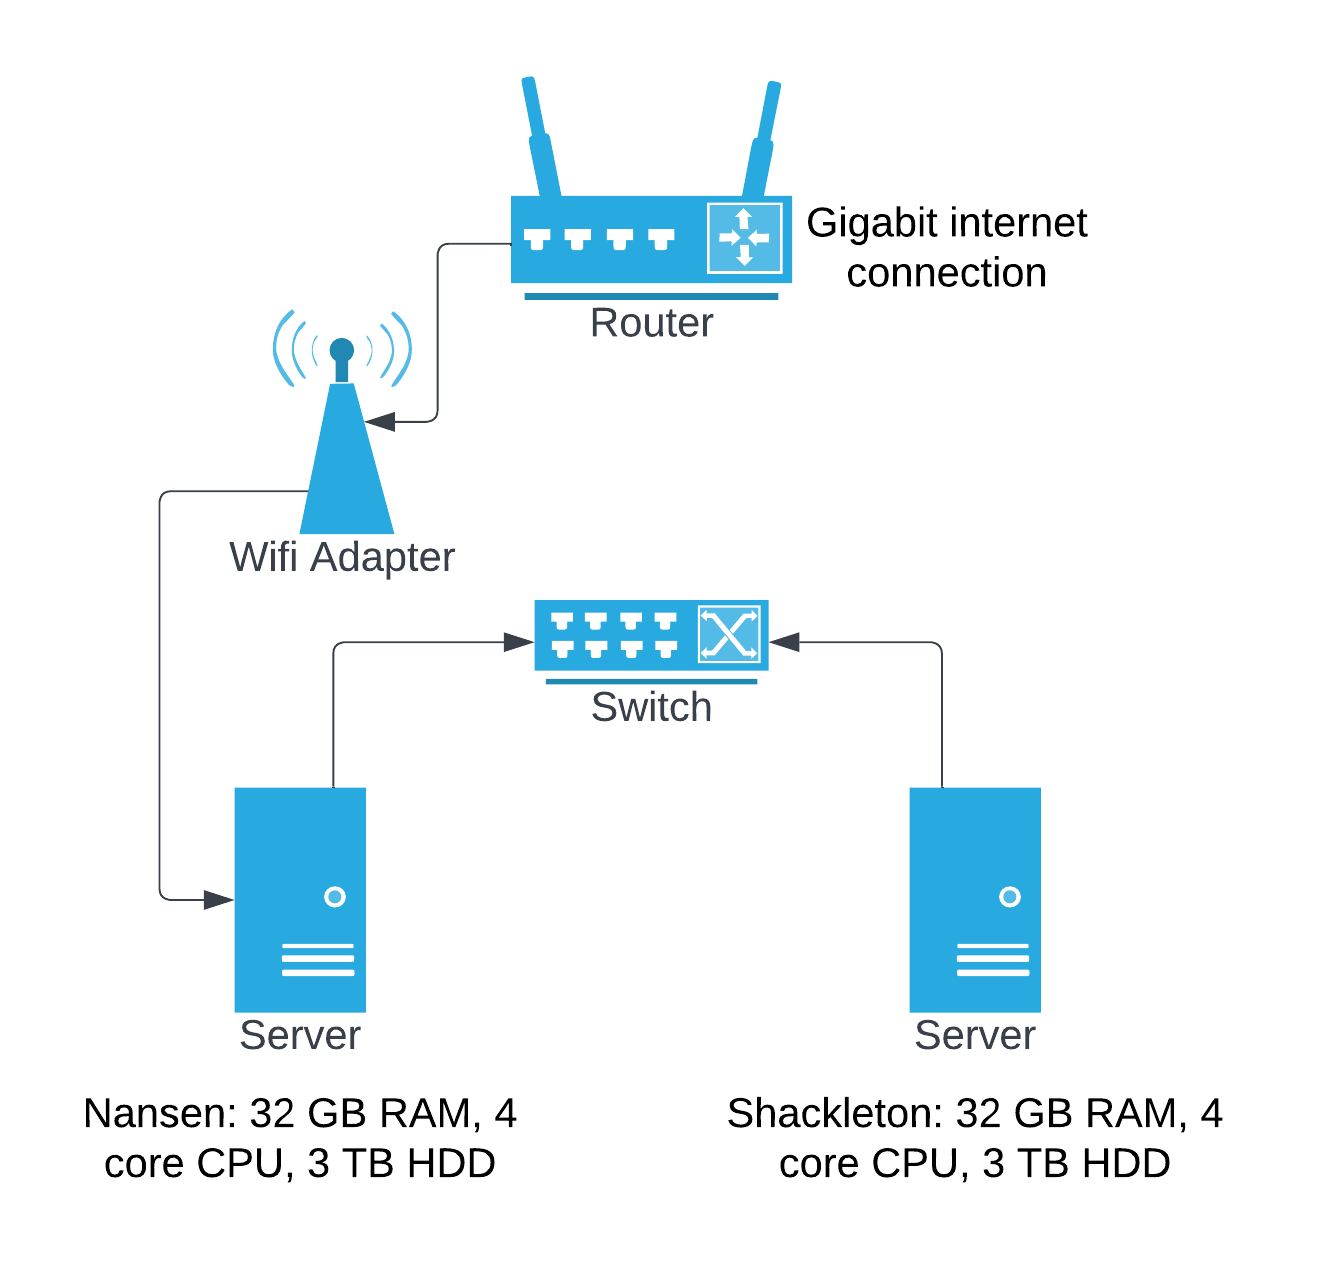 Gigabit internet
connection
Router
Wifi Adapter
Switch
Server
Server
Nansen: 32 GB RAM, 4
core CPU, 3 TB HDD
Shackleton: 32 GB RAM, 4
core CPU, 3 TB HDD